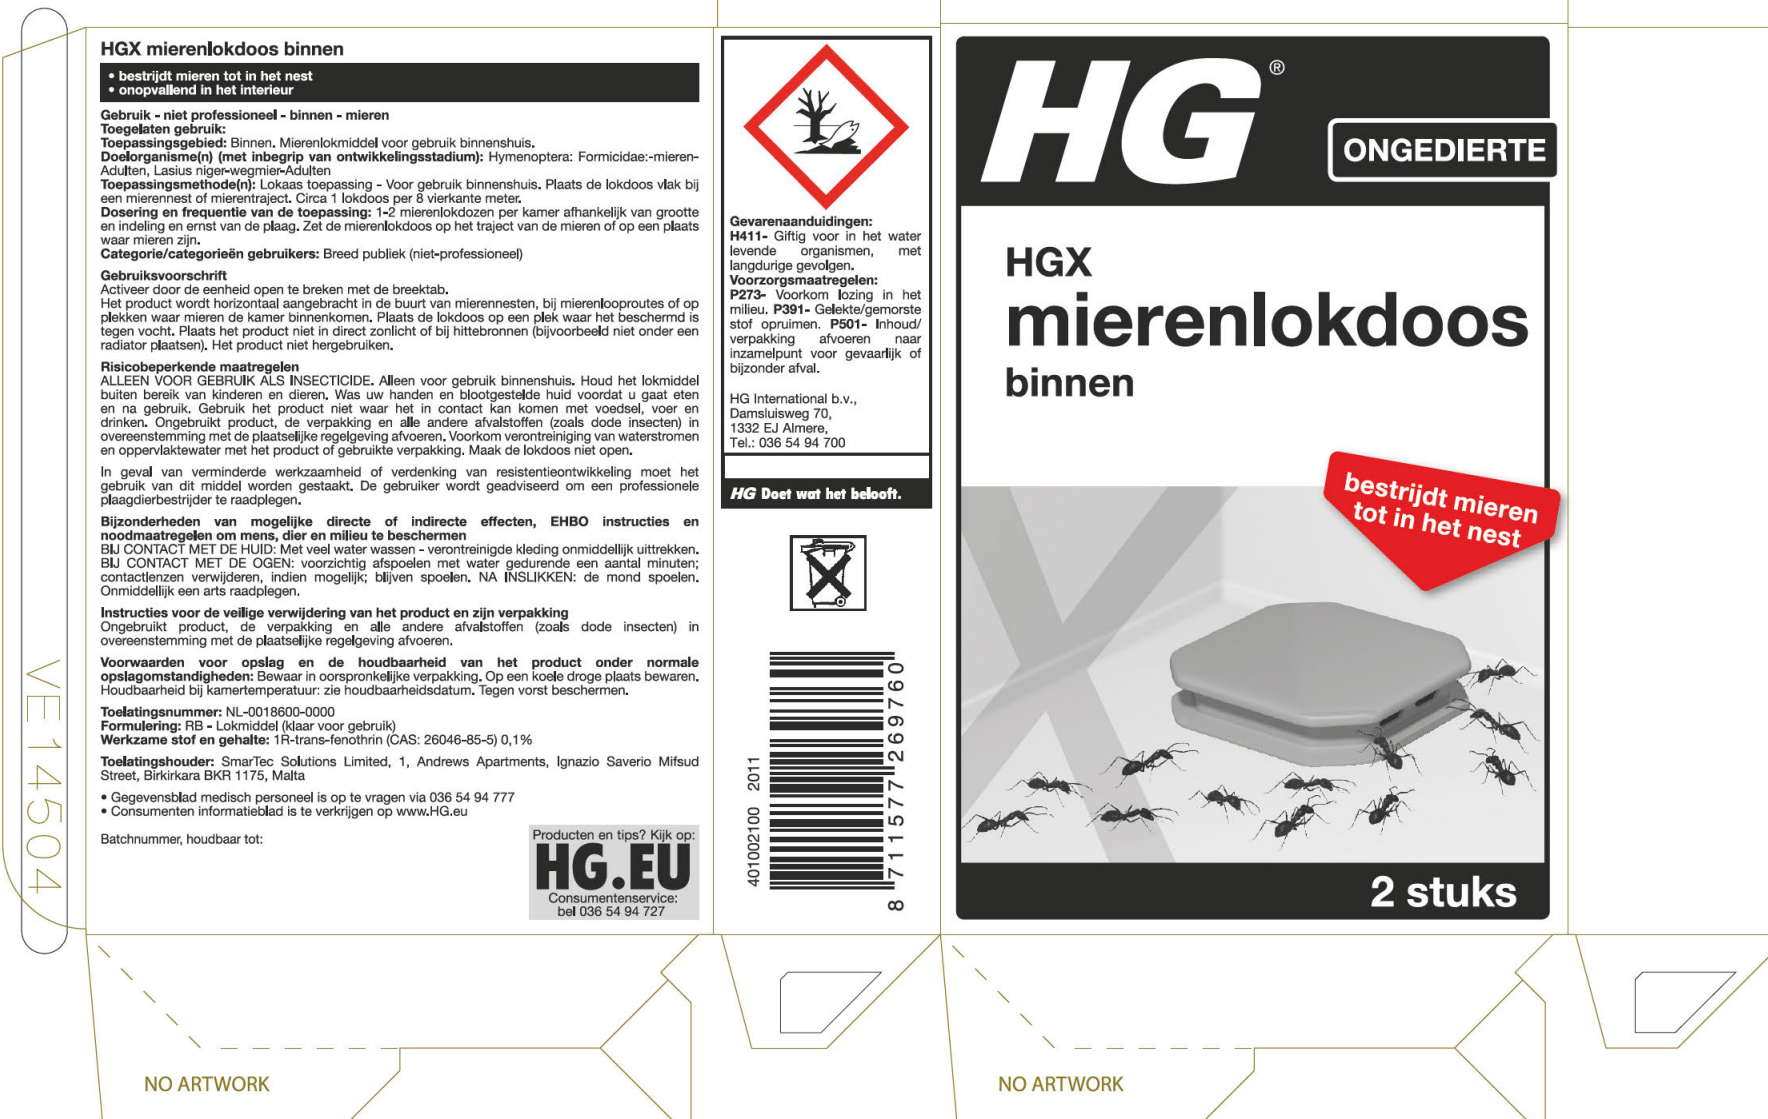 HGX mierenlokdoos binnen
• bestrijdt mieren tot in het nest
• onopvallend in het interieur
Gebruik - niet professioneel - binnen - mieren
Toegelaten gebruik:
Toepassingsgebied: Binnen. Mierenlokmiddel voor gebruik binnenshuis.
Doelorganisme(n) (met inbegrip van ontwikkelingsstadium): Hymenoptera: Formicidae:-mieren-
Adulten, Lasius niger-wegmier-Adulten
Toepassingsmethode(n): Lokaas toepassing - Voor gebruik binnenshuis. Plaats de lokdoos vlak bij
een mierennest of mierentraject. Circa 1 lokdoos per 8 vierkante meter.
Dosering en frequentie van de toepassing: 1-2 mierenlokdozen per kamer afhankelijk van grootte
en indeling en ernst van de plaag. Zet de mierenlokdoos op het traject van de mieren of op een plaats
waar mieren zijn.
Categorie/categorieën gebruikers: Breed publiek (niet-professioneel)
Gebruiksvoorschrift
Activeer door de eenheid open te breken met de breektab.
Het product wordt horizontaal aangebracht in de buurt van mierennesten, bij mierenlooproutes of op
plekken waar mieren de kamer binnenkomen. Plaats de lokdoos op een plek waar het beschermd is
tegen vocht. Plaats het product niet in direct zonlicht of bij hittebronnen (bijvoorbeeld niet onder een
radiator plaatsen). Het product niet hergebruiken.
Risicobeperkende maatregelen
ALLEEN VOOR GEBRUIK ALS INSECTICIDE. Alleen voor gebruik binnenshuis. Houd het lokmiddel
buiten bereik van kinderen en dieren. Was uw handen en blootgestelde huid voordat u gaat eten
en na gebruik. Gebruik het product niet waar het in contact kan komen met voedsel, voer en
drinken. Ongebruikt product, de verpakking en alle andere afvalstoffen (zoals dode insecten) in
overeenstemming met de plaatselijke regelgeving afvoeren. Voorkom verontreiniging van waterstromen
en oppervlaktewater met het product of gebruikte verpakking. Maak de lokdoos niet open.
In geval van verminderde werkzaamheid of verdenking van resistentieontwikkeling moet het
gebruik van dit middel worden gestaakt. De gebruiker wordt geadviseerd om een professionele
plaagdierbestrijder te raadplegen.
Bijzonderheden van mogelijke directe of indirecte effecten, EHBO instructies en
noodmaatregelen om mens, dier en milieu te beschermen
BIJ CONTACT MET DE HUID: Met veel water wassen - verontreinigde kleding onmiddellijk uittrekken.
BIJ CONTACT MET DE OGEN: voorzichtig afspoelen met water gedurende een aantal minuten;
contactlenzen verwijderen, indien mogelijk; blijven spoelen. NA INSLIKKEN: de mond spoelen.
Onmiddellijk een arts raadplegen.
Instructies voor de veilige verwijdering van het product en zijn verpakking
Ongebruikt product, de verpakking en alle andere afvalstoffen (zoals dode insecten) in
overeenstemming met de plaatselijke regelgeving afvoeren.
Voorwaarden voor opslag en de houdbaarheid van het product onder normale
opslagomstandigheden: Bewaar in oorspronkelijke verpakking. Op een koele droge plaats bewaren.
Houdbaarheid bij kamertemperatuur: zie houdbaarheidsdatum. Tegen vorst beschermen.
Toelatingsnummer: NL-0018600-0000
Formulering: RB - Lokmiddel (klaar voor gebruik)
Werkzame stof en gehalte: 1R-trans-fenothrin (CAS: 26046-85-5) 0,1%
Toelatingshouder: SmarTec Solutions Limited, 1, Andrews Apartments, Ignazio Saverio Mifsud
Street, Birkirkara BKR 1175, Malta
• Gegevensblad medisch personeel is op te vragen via 036 54 94 777
• Consumenten informatieblad is te verkrijgen op www.HG.eu
Batchnummer, houdbaar tot:
Producten en tips? Kijk op:
HG.EU
Consumentenservice:
bel 036 54 94 727
VE14504
Gevarenaanduidingen:
H411- Giftig voor in het water
levende organismen, met
langdurige gevolgen.
Voorzorgsmaatregelen:
P273- Voorkom lozing in het
milieu. P391- Gelekte/gemorste
stof opruimen. P501- Inhoud/
verpakking afvoeren naar
inzamelpunt voor gevaarlijk of
bijzonder afval.
HG International b.v.,
Damsluisweg 70,
1332 EJ Almere,
Tel.: 036 54 94 700
HG Doet wat het belooft.
401002100 2011
8 711577 269760
HG®
ONGEDIERTE
HGX
mierenlokdoos
binnen
bestrijdt mieren
tot in het nest
2 stuks
NO ARTWORK
NO ARTWORK